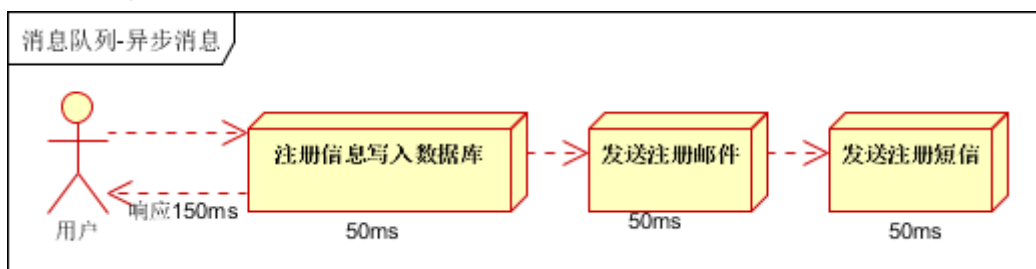 消息队列-异步消息
注册信息写入数据库
发送注册邮件
发送注册短信
响应150ms
用户
50ms
50ms
50ms